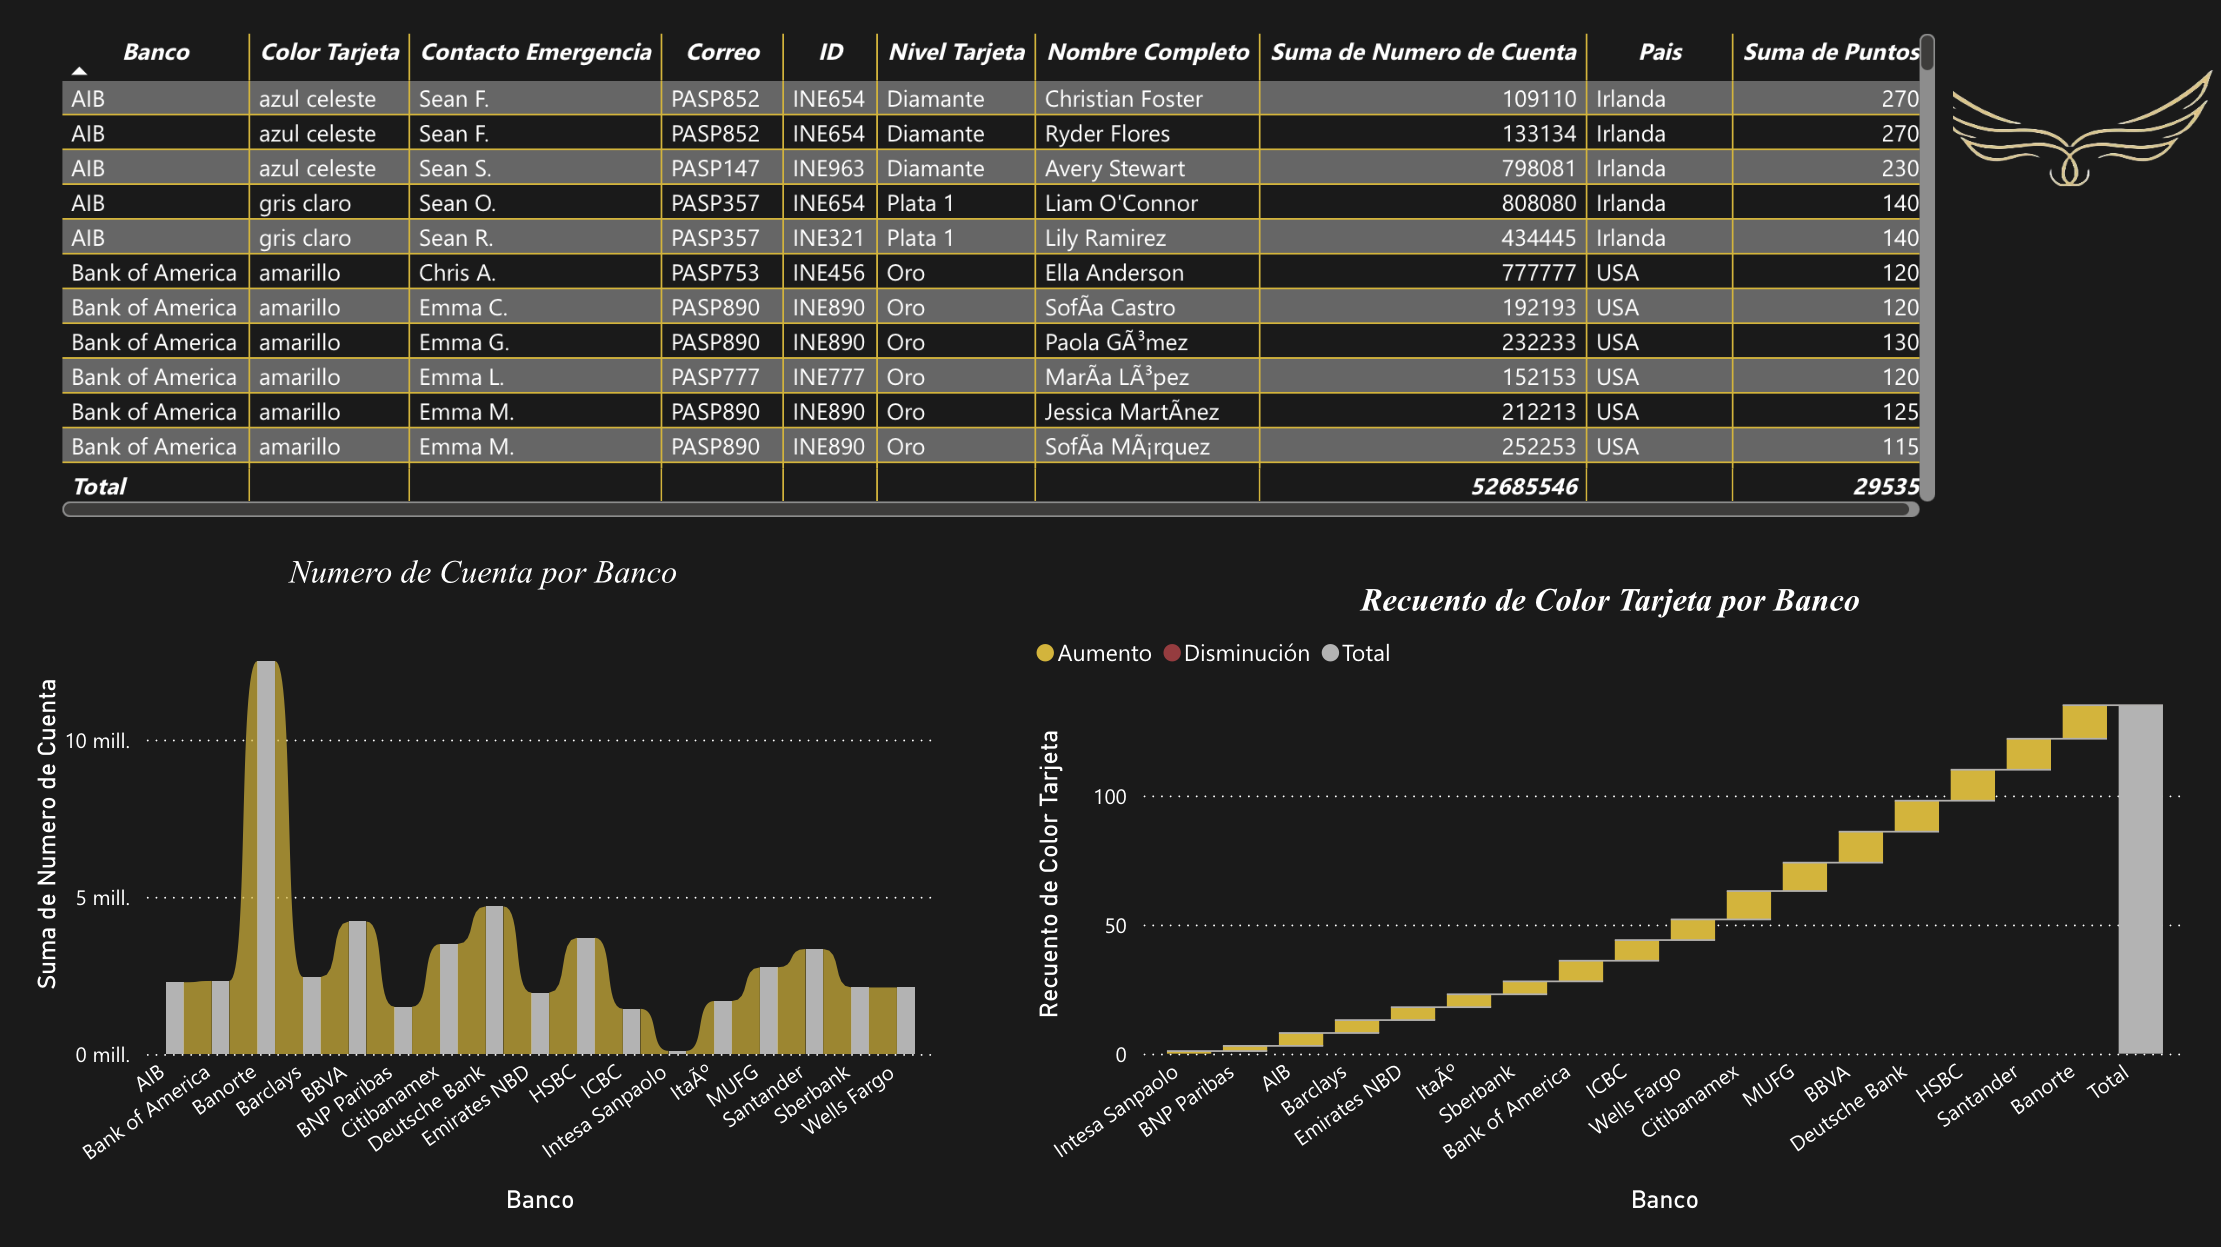 Banco Color Tarjeta Contacto Emergencia Correo ID Nivel Tarjeta Nombre Completo Suma de Numero de Cuenta Pais Suma de Puntos
AIB azul celeste Sean F. PASP852 INE654 Diamante Christian Foster 109110 Irlanda 270
AIB azul celeste Sean F. PASP852 INE654 Diamante Ryder Flores 133134 Irlanda 270
AIB azul celeste Sean S. PASP147 INE963 Diamante Avery Stewart 798081 Irlanda 230
AIB gris claro Sean O. PASP357 INE654 Plata 1 Liam O'Connor 808080 Irlanda 140
AIB gris claro Sean R. PASP357 INE321 Plata 1 Lily Ramirez 434445 Irlanda 140
Bank of America amarillo Chris A. PASP753 INE456 Oro Ella Anderson 777777 USA 120
Bank of America amarillo Emma C. PASP890 INE890 Oro SofÃa Castro 192193 USA 120
Bank of America amarillo Emma G. PASP890 INE890 Oro Paola GÃ³mez 232233 USA 130
Bank of America amarillo Emma L. PASP777 INE777 Oro MarÃa LÃ³pez 152153 USA 120
Bank of America amarillo Emma M. PASP890 INE890 Oro Jessica MartÃnez 212213 USA 125
Bank of America amarillo Emma M. PASP890 INE890 Oro SofÃa MÃ¡rquez 252253 USA 115
Total 52685546 29535
Numero de Cuenta por Banco
Suma de Numero de Cuenta
10 mill.
5 mill.
0 mill.
AIB
Bank of America
Banorte
Barclays
BBVA
BNP Paribas
Citibanamex
Deutsche Bank
Emirates NBD
HSBC
ICBC
Intesa Sanpaolo
ItaÃº
MUFG
Santander
Sberbank
Wells Fargo
Banco
Recuento de Color Tarjeta por Banco
Aumento Disminución Total
Recuento de Color Tarjeta
100
50
0
Intesa Sanpaolo
BNP Paribas
AIB
Barclays
Emirates NBD
ItaÃº
Sberbank
Bank of America
ICBC
Wells Fargo
Citibanamex
MUFG
BBVA
Deutsche Bank
HSBC
Santander
Banorte
Total
Banco